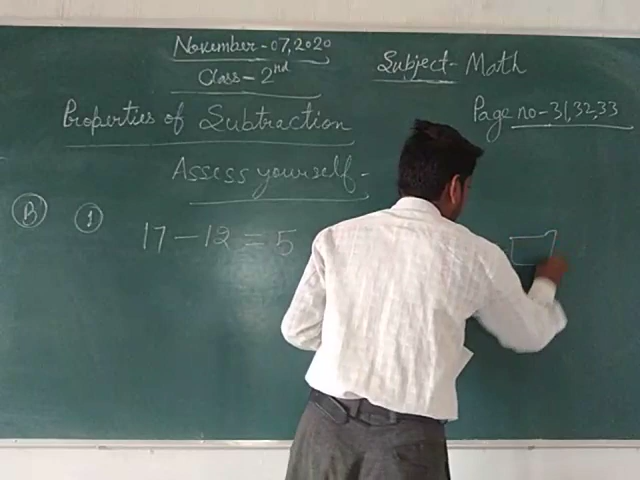 November-07,2020
Class-2nd
Subject-Math
Page no-31,32,33
Properties of Subtraction
Assess yourself-
B 1 17-12=5